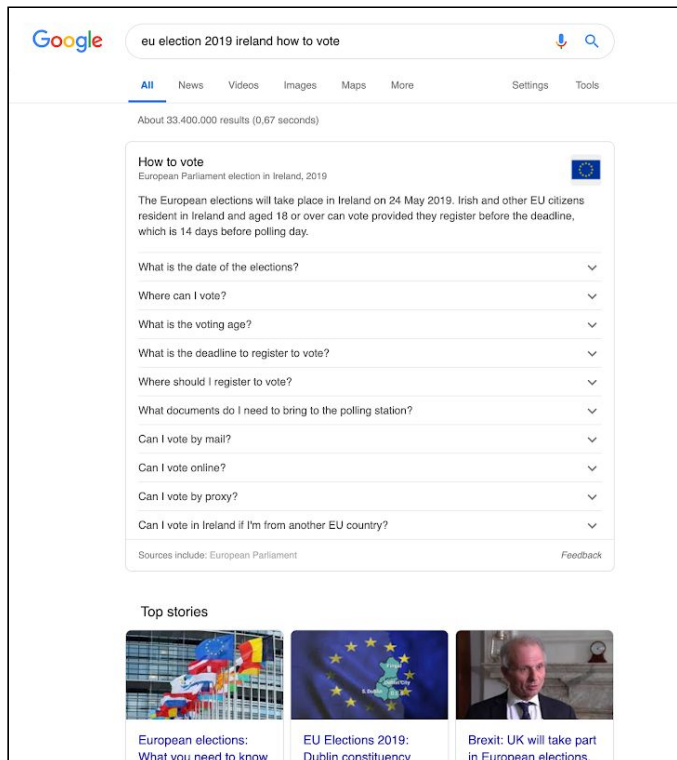 Google
eu election 2019 ireland how to vote
All News Videos Images Maps More Settings Tools
About 33.400.000 results (0,67 seconds)
How to vote
European Parliament election in Ireland, 2019
The European elections will take place in Ireland on 24 May 2019. Irish and other EU citizens
resident in Ireland and aged 18 or over can vote provided they register before the deadline,
which is 14 days before polling day.
What is the date of the elections?
Where can I vote?
What is the voting age?
What is the deadline to register to vote?
Where should I register to vote?
What documents do I need to bring to the polling station?
Can I vote by mail?
Can I vote online?
Can I vote by proxy?
Can I vote in Ireland if I'm from another EU country?
Sources include: European Parliament Feedback
Top stories
European elections:
What you need to know
EU Elections 2019:
Dublin constituency
Brexit: UK will take part
in European elections,